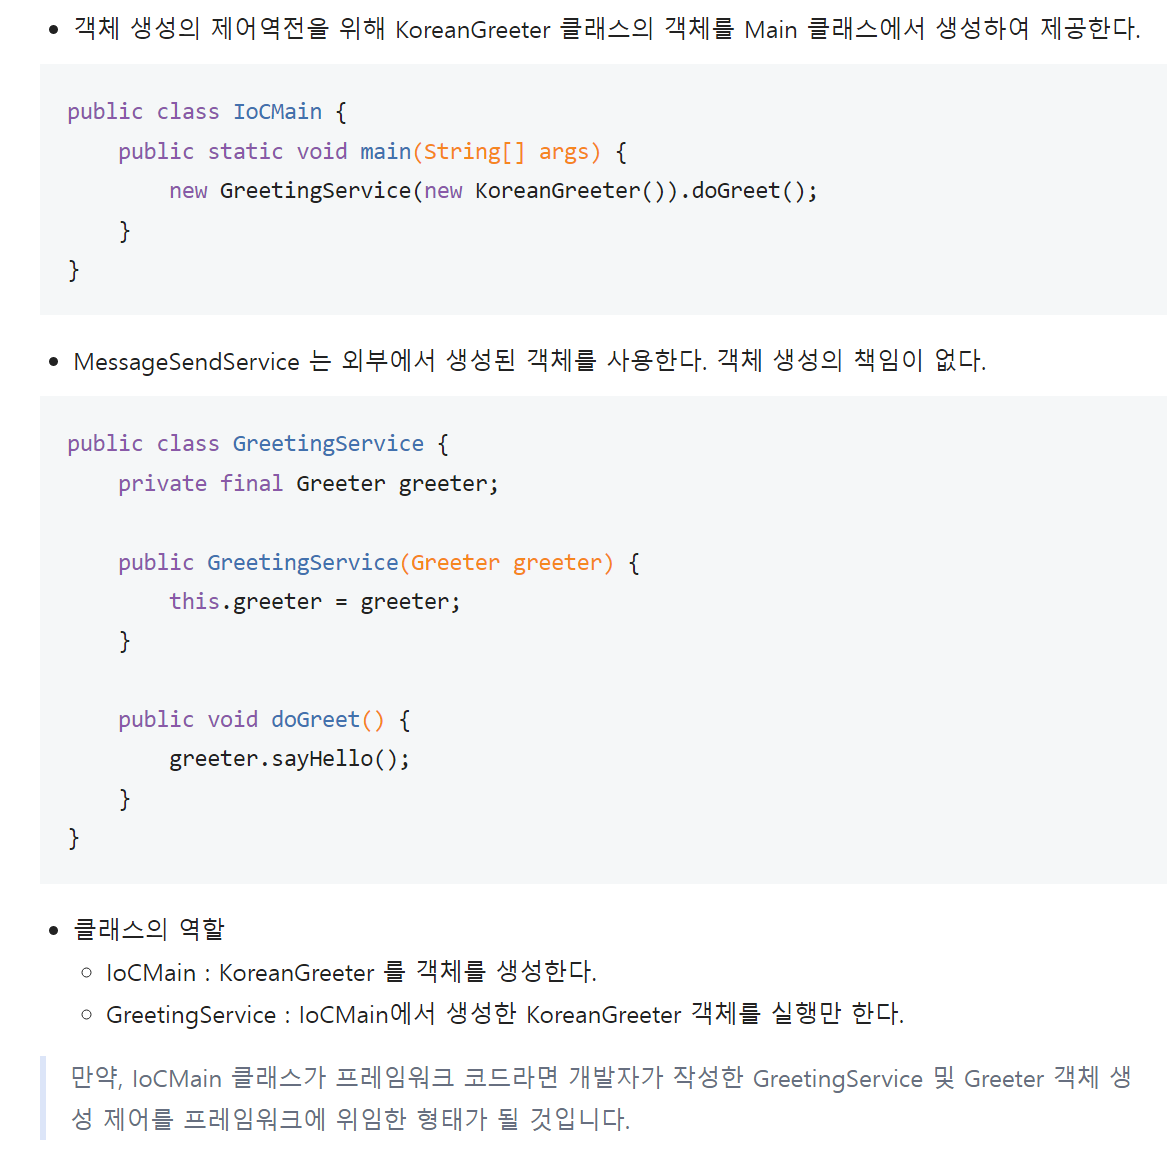 객체 생성의 제어역전을 위해 KoreanGreeter 클래스의 객체를 Main 클래스에서 생성하여 제공한다.
public class IoCMain {
    public static void main(String[] args) {
        new GreetingService(new KoreanGreeter()).doGreet();
    }
}
MessageSendService 는 외부에서 생성된 객체를 사용한다. 객체 생성의 책임이 없다.
public class GreetingService {
    private final Greeter greeter;
    public GreetingService(Greeter greeter) {
        this.greeter = greeter;
    }
    public void doGreet() {
        greeter.sayHello();
    }
}
클래스의 역할
IoCMain : KoreanGreeter 를 객체를 생성한다.
GreetingService : IoCMain에서 생성한 KoreanGreeter 객체를 실행만 한다.
만약, IoCMain 클래스가 프레임워크 코드라면 개발자가 작성한 GreetingService 및 Greeter 객체 생
성 제어를 프레임워크에 위임한 형태가 될 것입니다.